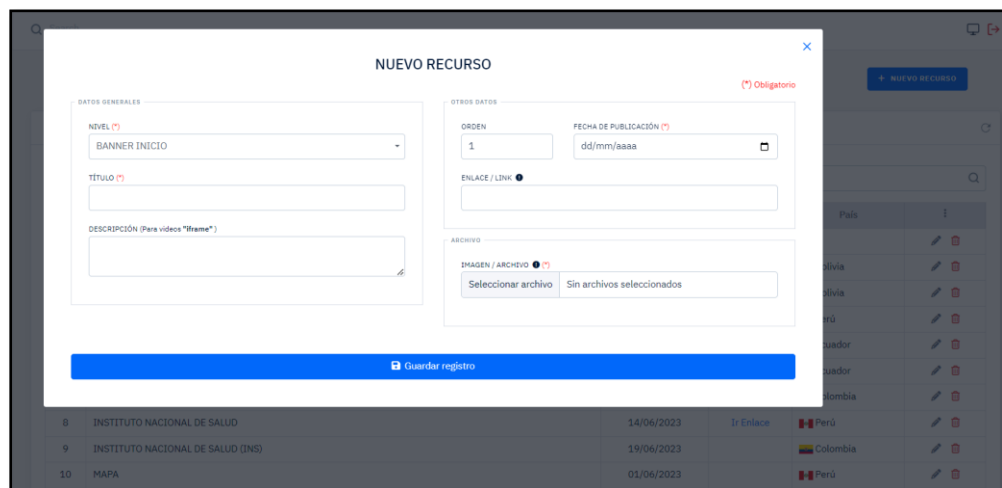 Search
NUEVO RECURSO
(*) Obligatorio
+ NUEVO RECURSO
DATOS GENERALES
NIVEL (*)
BANNER INICIO
TÍTULO (*)
DESCRIPCIÓN (Para videos "iframe" )
OTROS DATOS
ORDEN
FECHA DE PUBLICACIÓN (*)
1
dd/mm/aaaa
ENLACE / LINK
ARCHIVO
IMAGEN / ARCHIVO (*)
Seleccionar archivo Sin archivos seleccionados
Guardar registro
País
olivia
olivia
erú
cuador
cuador
olombia
8 INSTITUTO NACIONAL DE SALUD 14/06/2023 Ir Enlace Perú
9 INSTITUTO NACIONAL DE SALUD (INS) 19/06/2023 Colombia
10 MAPA 01/06/2023 Perú